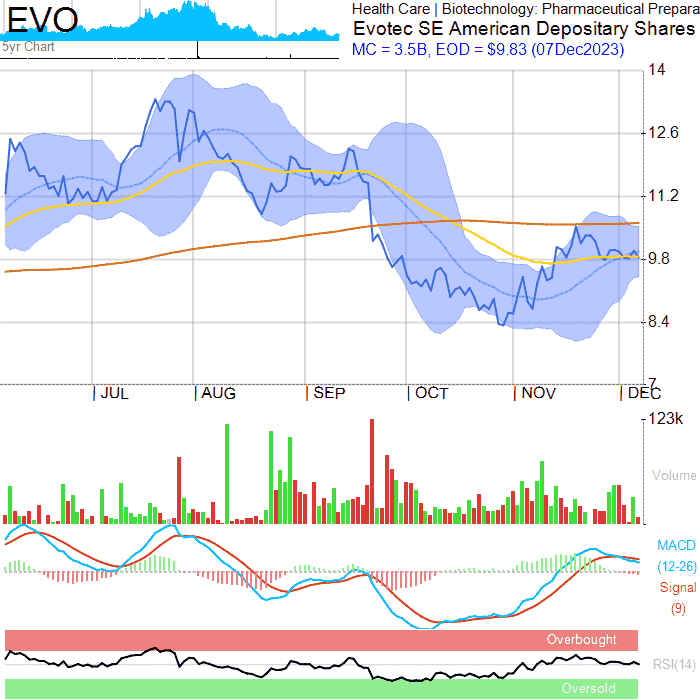 EVO
5yr Chart
Health Care | Biotechnology: Pharmaceutical Prepara
Evotec SE American Depositary Shares
MC = 3.5B, EOD = $9.83 (07Dec2023)
14
12.6
11.2
9.8
8.4
7
| JUL | AUG | SEP | OCT | NOV | DEC
123k
Volume
MACD
(12-26)
Signal
(9)
Overbought
RSI(14)
Oversold